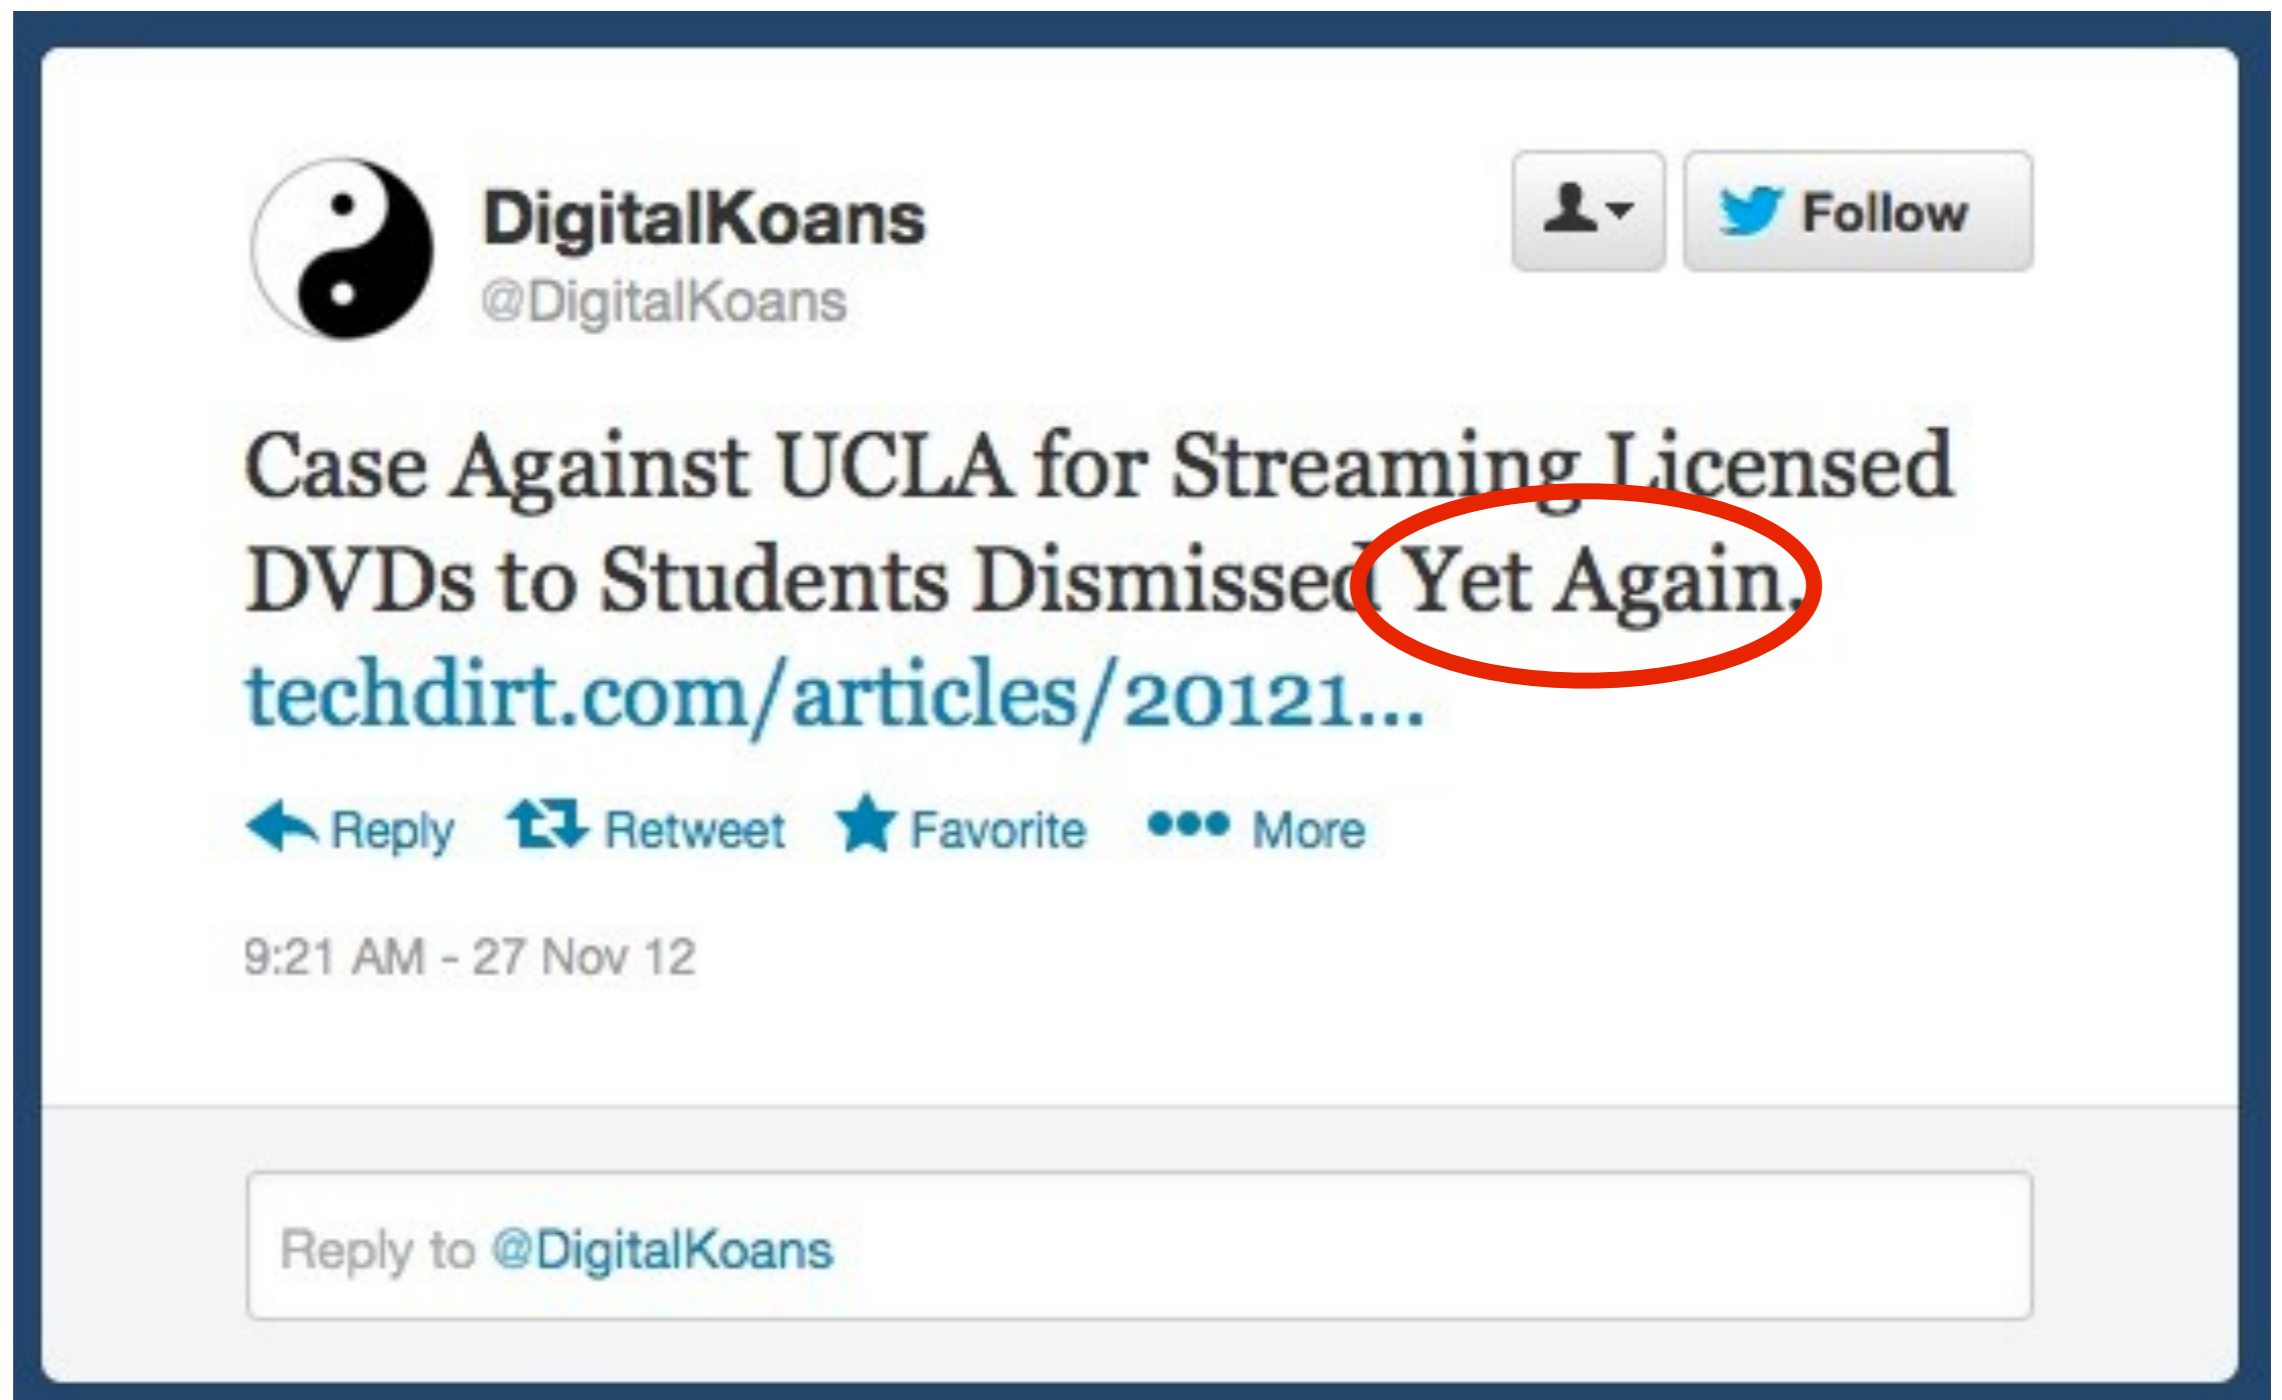 DigitalKoans
@DigitalKoans
Follow
Case Against UCLA for Streaming Licensed
DVDs to Students Dismissed Yet Again.
techdirt.com/articles/20121...
Reply Retweet Favorite More
9:21 AM - 27 Nov 12
Reply to @DigitalKoans